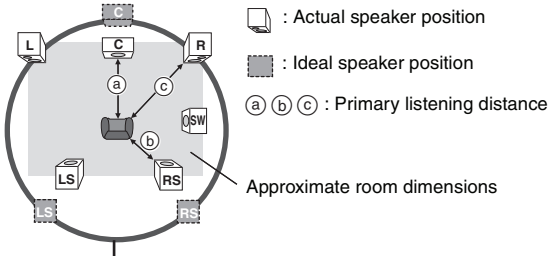 C
L
C
R
a
c
SW
b
LS
RS
LS
RS
: Actual speaker position
: Ideal speaker position
a b c : Primary listening distance
Approximate room dimensions